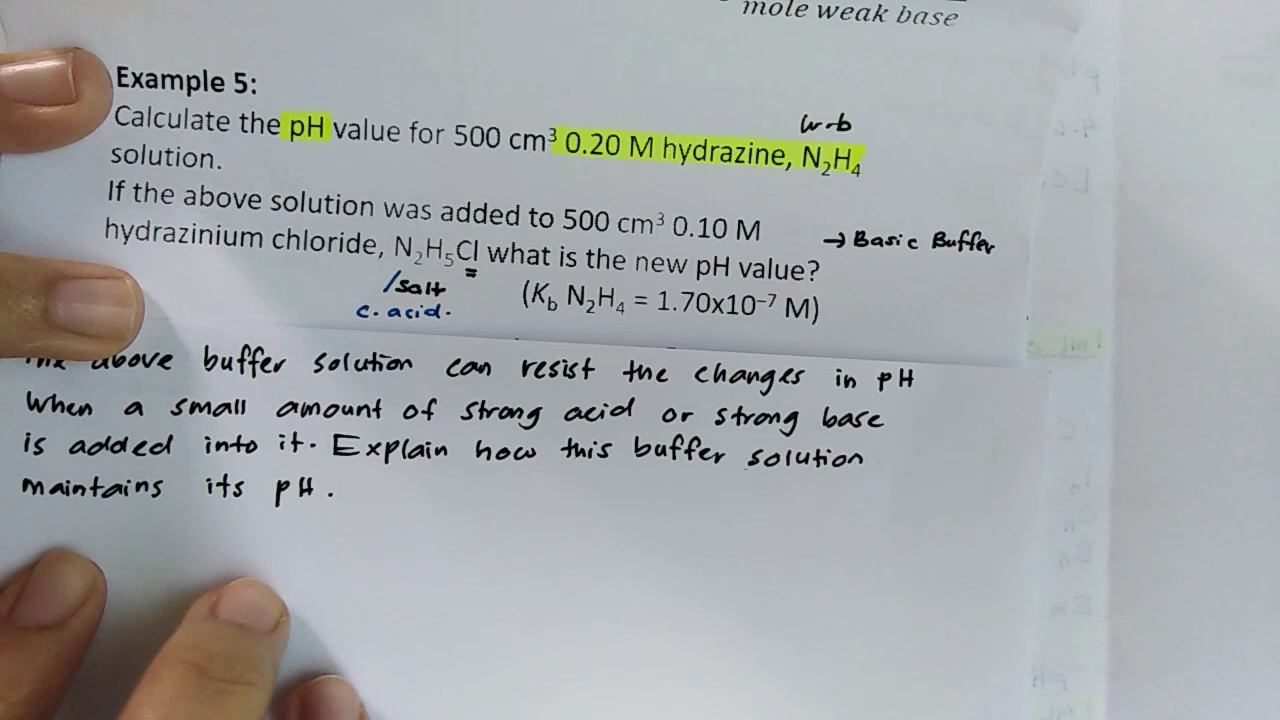 mole weak base
Example 5:
w.b
Calculate the pH value for 500 cm³ 0.20 M hydrazine, N₂H₄
solution.
If the above solution was added to 500 cm³ 0.10 M
→ Basic Buffer
hydrazinium chloride, N₂H₅Cl what is the new pH value?
/salt
c. acid.
(K_b N₂H₄ = 1.70x10⁻⁷ M)
above buffer solution can resist the changes in pH
When a small amount of strong acid or strong base
is added into it. Explain how this buffer solution
maintains its pH.